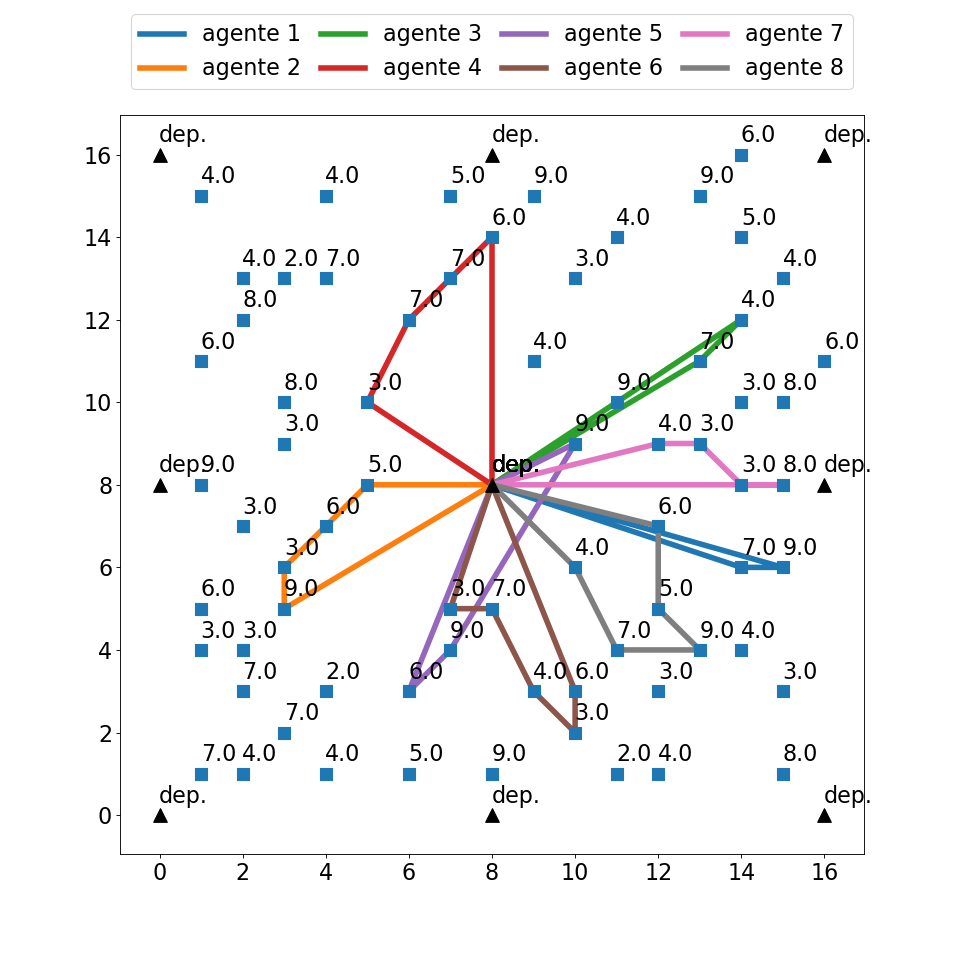 agente 1 agente 3 agente 5 agente 7
agente 2 agente 4 agente 6 agente 8
dep. dep. 6.0 dep.
16
4.0 4.0 5.0 9.0 9.0
6.0 4.0 5.0
14
4.0 2.0 7.0 7.0 3.0 4.0
8.0 7.0 4.0
12
6.0 4.0 7.0 6.0
8.0 3.0 9.0 3.0 8.0
10
3.0 9.0 4.0 3.0
dep. 9.0 5.0 dep. 3.0 8.0 dep.
8
3.0 6.0 6.0
3.0 4.0 7.0 9.0
6
6.0 9.0 3.0 7.0 5.0
3.0 3.0 9.0 7.0 9.0 4.0
4
7.0 2.0 6.0 4.0 6.0 3.0 3.0
7.0 3.0
2
7.0 4.0 4.0 5.0 9.0 2.0 4.0 8.0
dep. dep. dep.
0
0 2 4 6 8 10 12 14 16